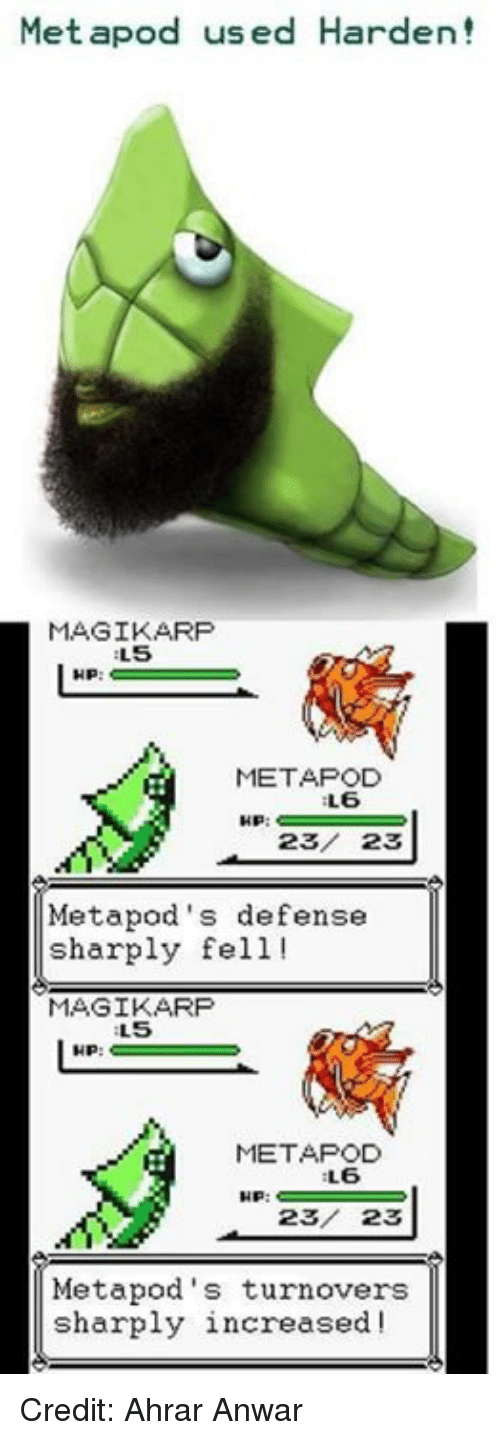 Metapod used Harden!
MAGIKARP
:L5
HP:
METAPOD
:L6
HP:
23/ 23
Metapod's defense
sharply fell!
MAGIKARP
:L5
HP:
METAPOD
:L6
HP:
23/ 23
Metapod's turnovers
sharply increased!
Credit: Ahrar Anwar